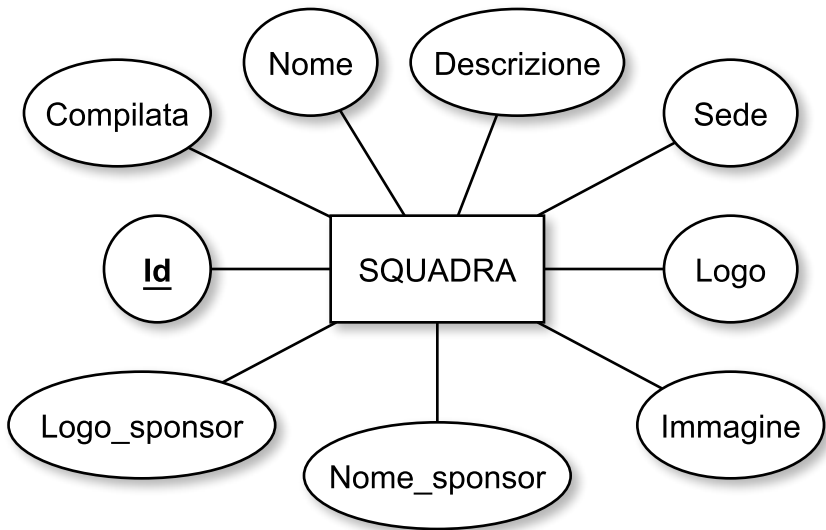 Nome
Descrizione
Compilata
Sede
Id
SQUADRA
Logo
Logo_sponsor
Immagine
Nome_sponsor